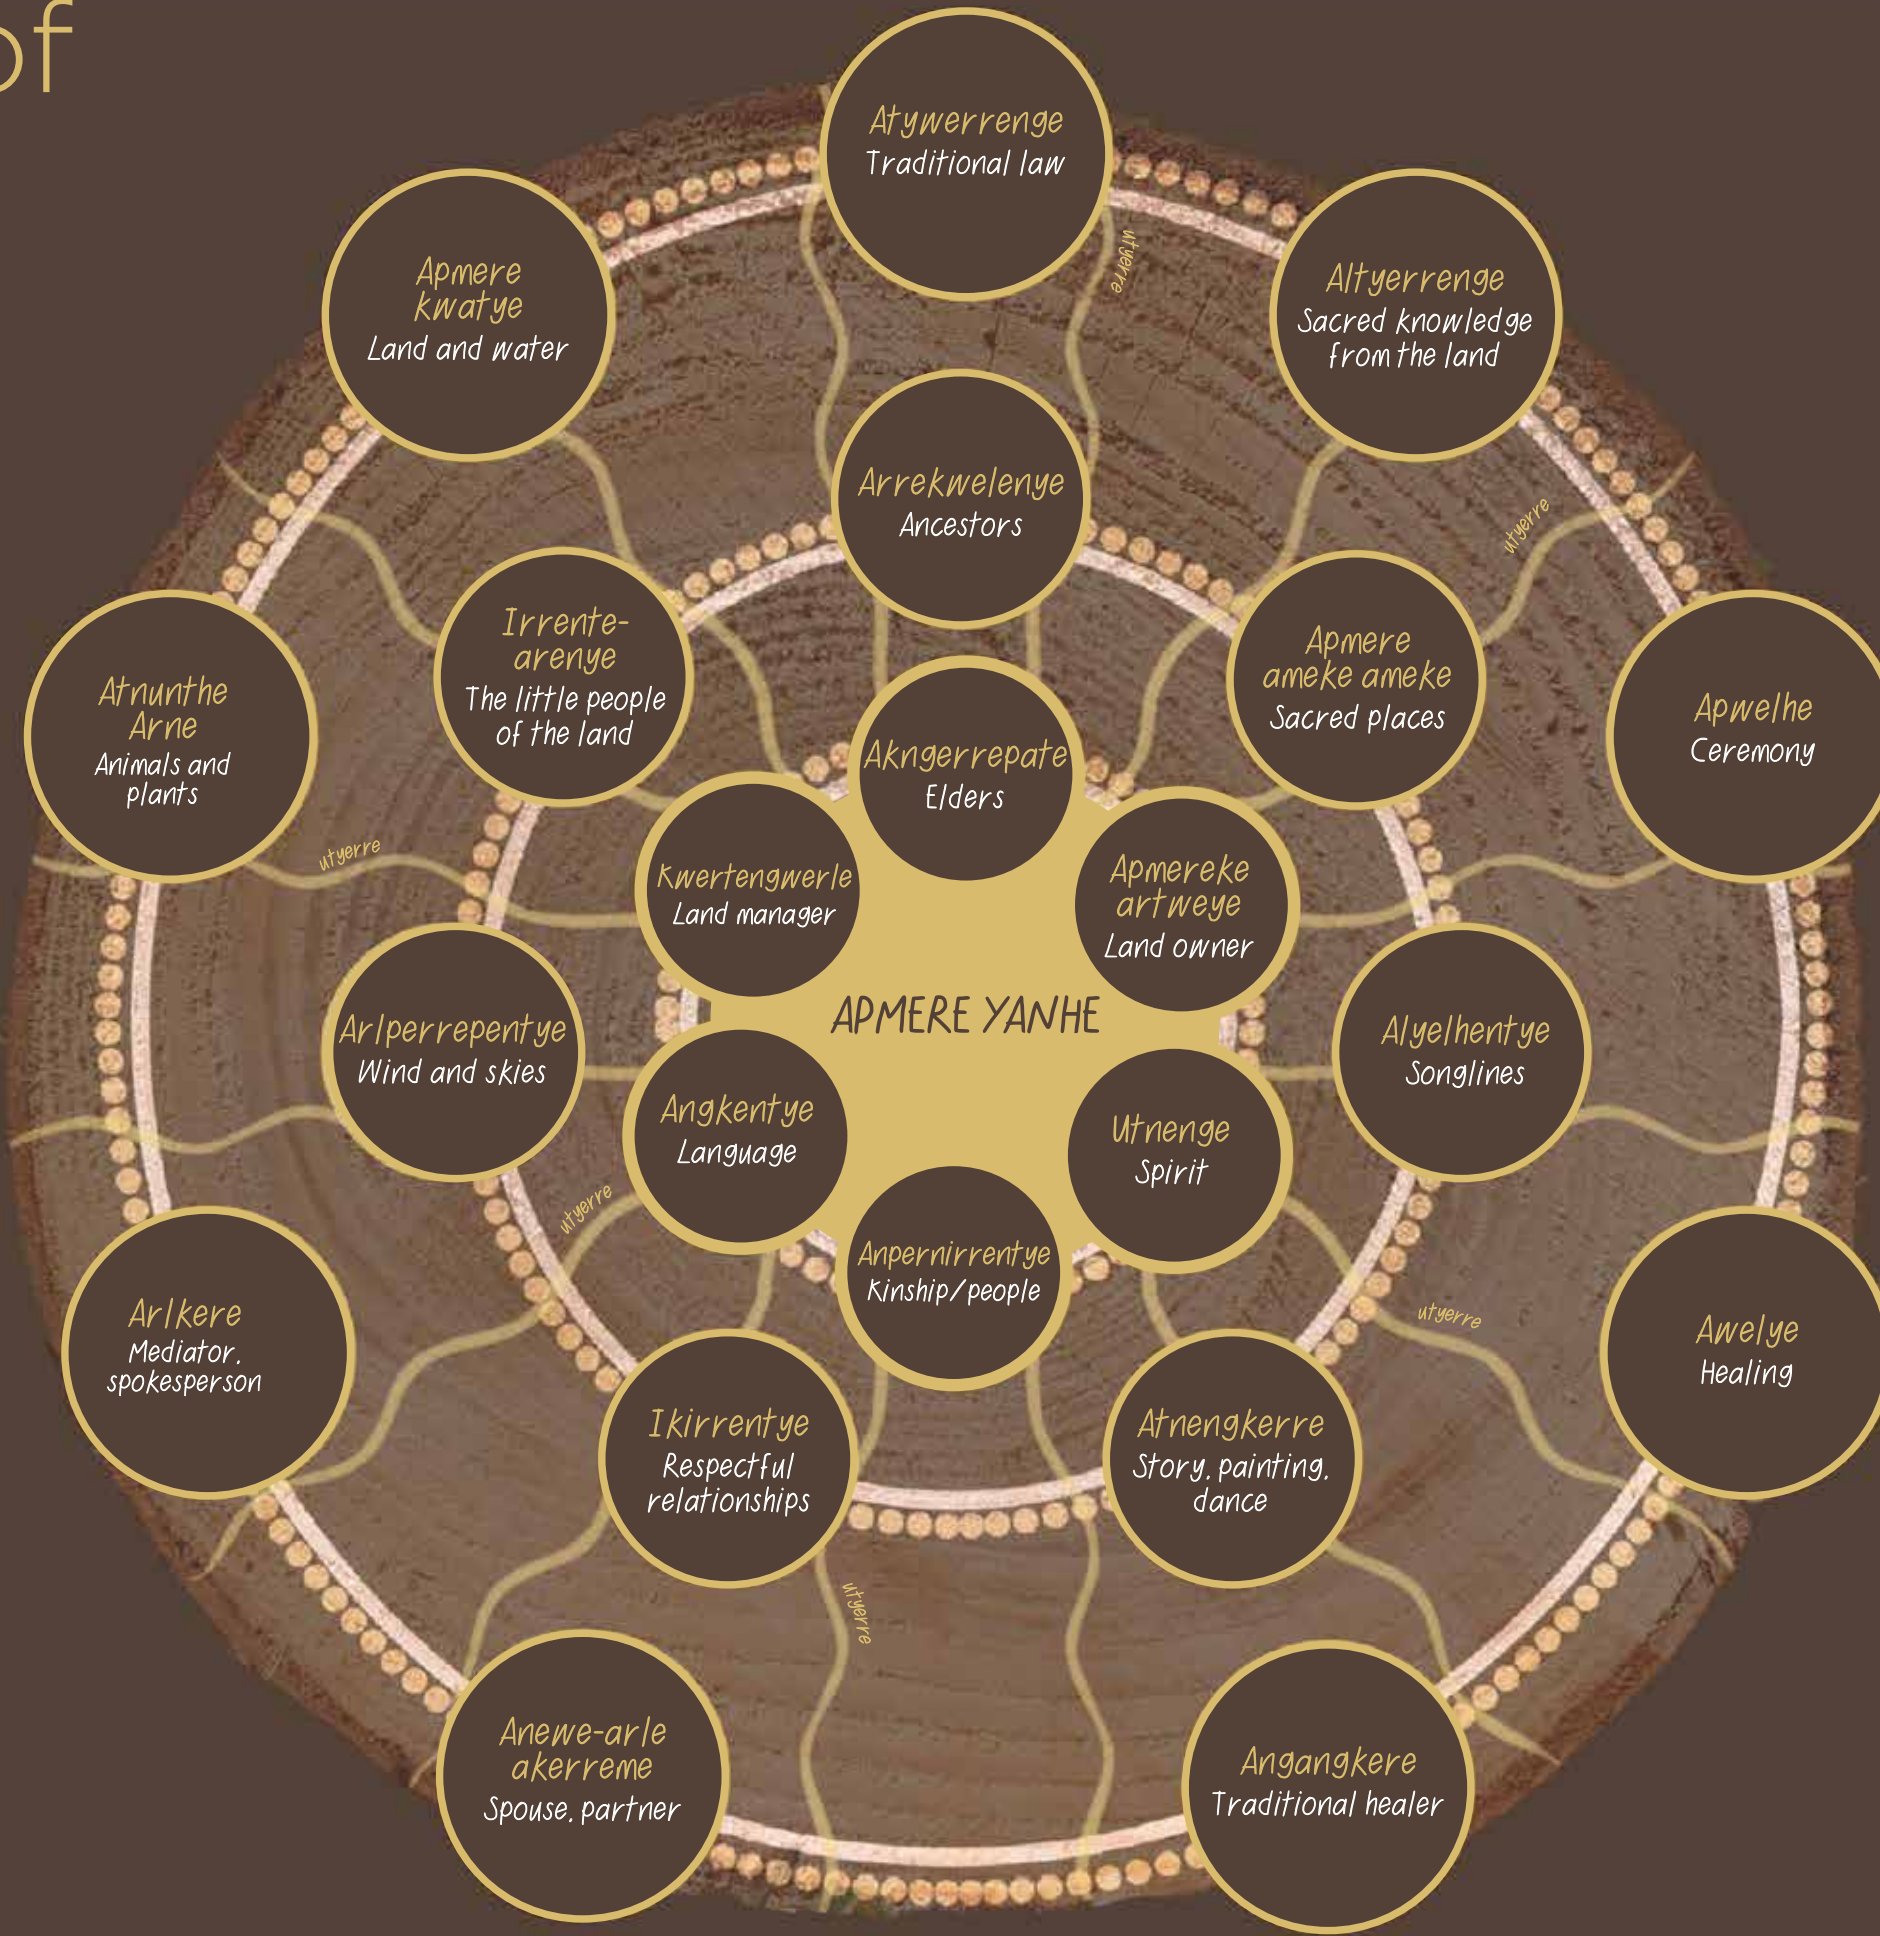 of
Atywerrenge
Traditional law
utyerre
Apmere
kwatye
Land and water
Altyerrenge
Sacred knowledge
from the land
Arrekwelenye
Ancestors
utyerre
Irrente-
arenye
The little people
of the land
Apmere
ameke ameke
Sacred places
Atnunthe
Arne
Animals and
plants
Apwelhe
Ceremony
Akngerrepate
Elders
utyerre
Kwertengwerle
Land manager
Apmereke
artweye
Land owner
APMERE YANHE
Arlperrepentye
Wind and skies
Alyelhentye
Songlines
Angkentye
Language
Utnenge
Spirit
utyerre
Anpernirrentye
Kinship/people
Arlkere
Mediator,
spokesperson
utyerre
Awelye
Healing
Ikirrentye
Respectful
relationships
Atnengkerre
Story, painting,
dance
utyerre
Anewe-arle
akerreme
Spouse, partner
Angangkere
Traditional healer